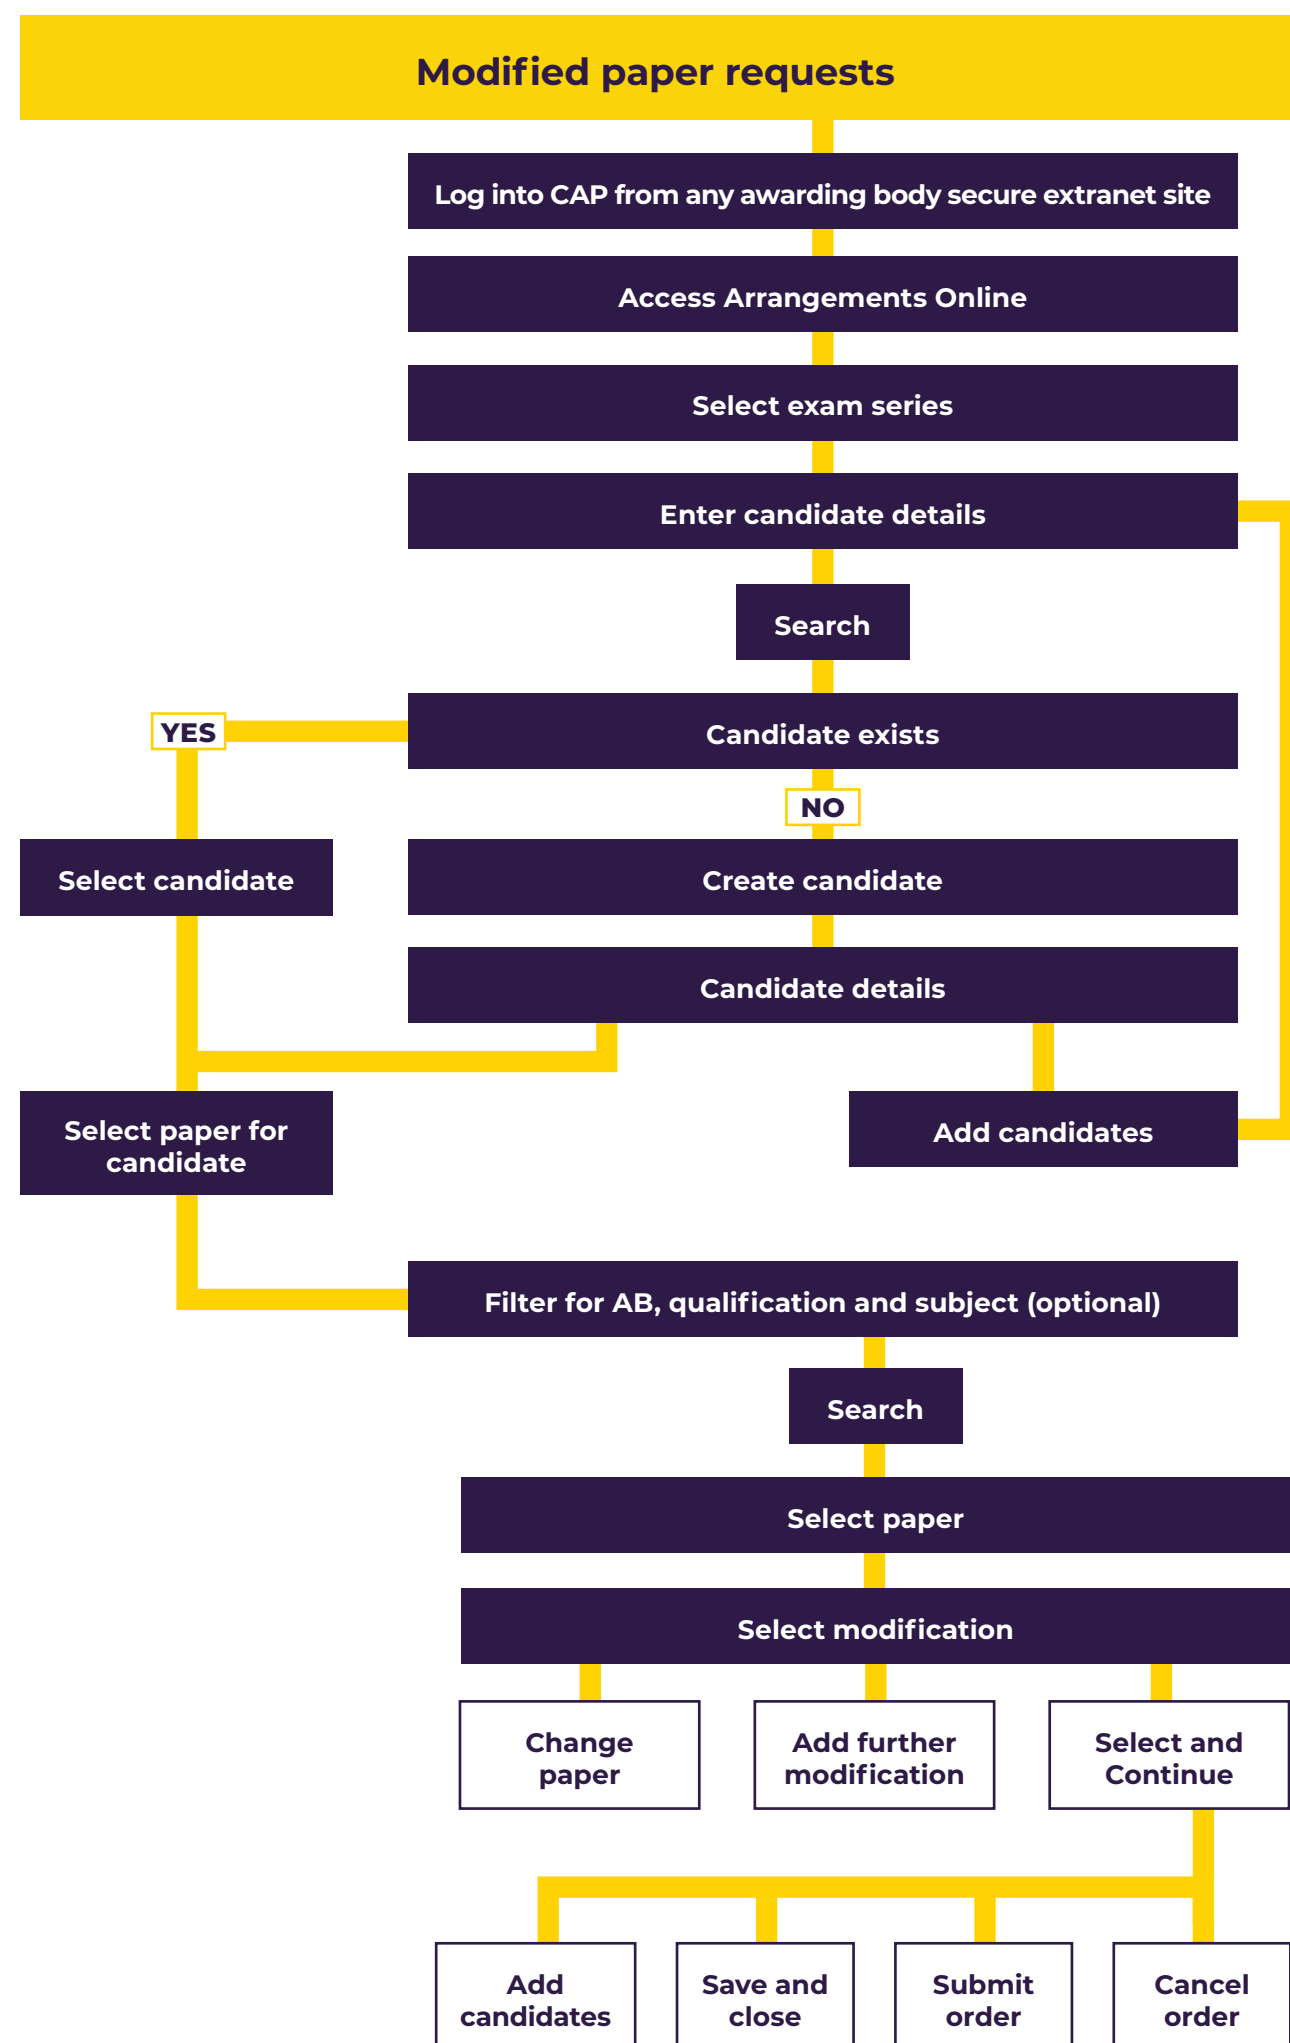 Modified paper requests
Log into CAP from any awarding body secure extranet site
Access Arrangements Online
Select exam series
Enter candidate details
Search
YES
Candidate exists
NO
Select candidate
Create candidate
Candidate details
Select paper for
candidate
Add candidates
Filter for AB, qualification and subject (optional)
Search
Select paper
Select modification
Change
paper
Add further
modification
Select and
Continue
Add
candidates
Save and
close
Submit
order
Cancel
order